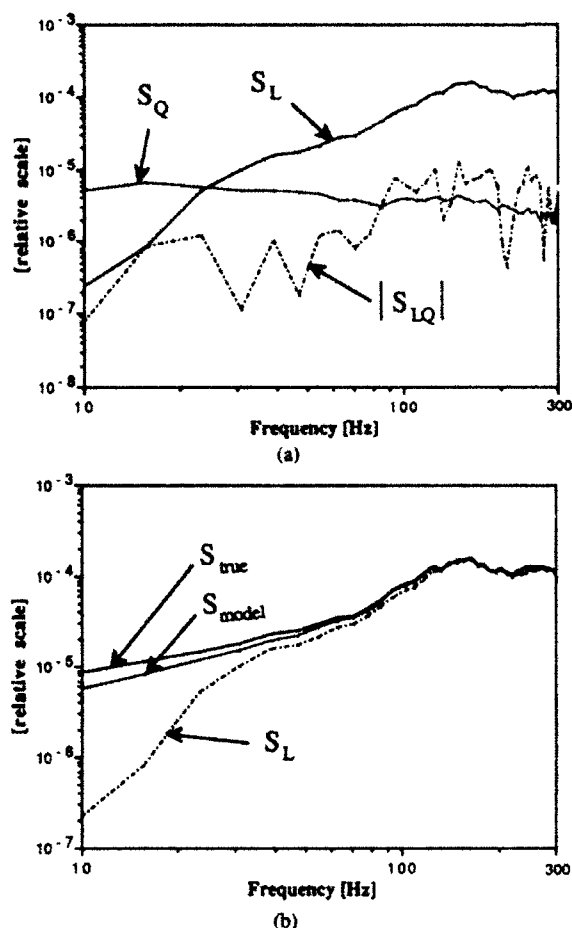 10⁻³
10⁻⁴
10⁻⁵
10⁻⁶
10⁻⁷
10⁻⁸
[relative scale]
S_Q
S_L
|S_LQ|
10 100 300
Frequency [Hz]
(a)
10⁻³
10⁻⁴
10⁻⁵
10⁻⁶
10⁻⁷
[relative scale]
S_true
S_model
S_L
10 100 300
Frequency [Hz]
(b)